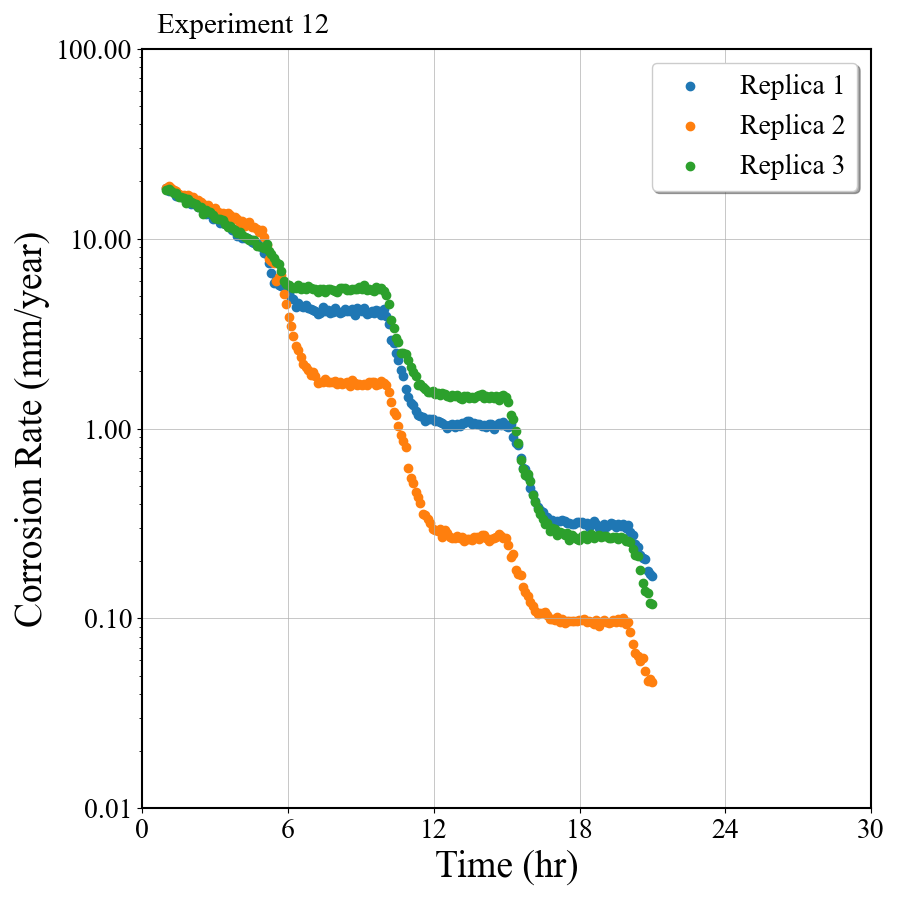 Experiment 12
100.00
10.00
1.00
0.10
0.01
Corrosion Rate (mm/year)
Replica 1
Replica 2
Replica 3
0 6 12 18 24 30
Time (hr)